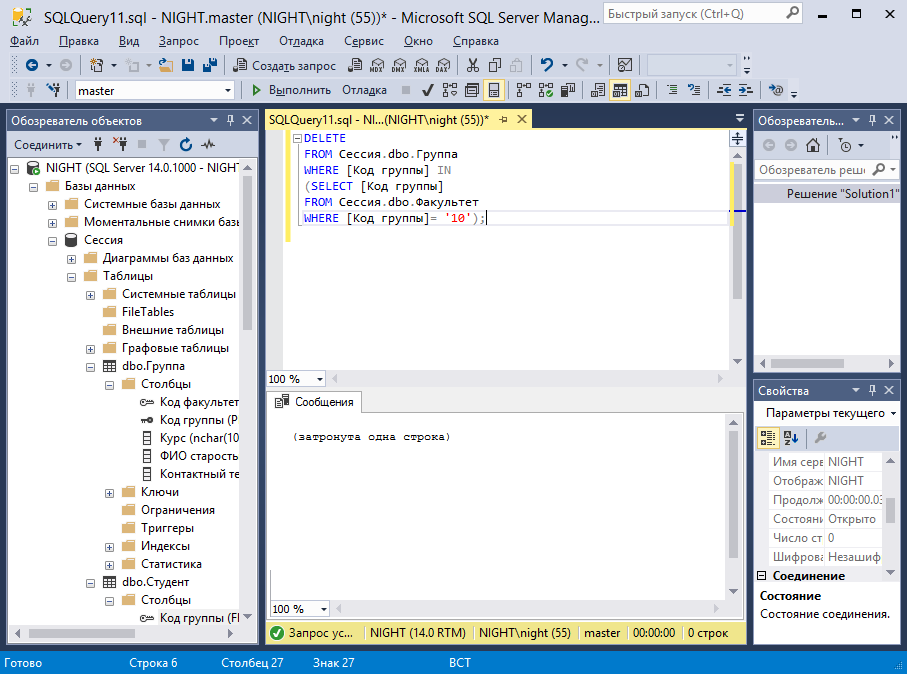 SQLQuery11.sql - NIGHT.master (NIGHT\night (55))* - Microsoft SQL Server Manag...
Быстрый запуск (Ctrl+Q)
Файл Правка Вид Запрос Проект Отладка Сервис Окно Справка
Создать запрос MDX DMX XMLA DAX
master Выполнить Отладка
Обозреватель объектов
Соединить
NIGHT (SQL Server 14.0.1000 - NIGHT
Базы данных
Системные базы данных
Моментальные снимки базы
Сессия
Диаграммы баз данных
Таблицы
Системные таблицы
FileTables
Внешние таблицы
Графовые таблицы
dbo.Группа
Столбцы
Код факультет
Код группы (P
Курс (nchar(10
ФИО старость
Контактный те
Ключи
Ограничения
Триггеры
Индексы
Статистика
dbo.Студент
Столбцы
Код группы (F
SQLQuery11.sql - NI...(NIGHT\night (55))*
DELETE
FROM Сессия.dbo.Группа
WHERE [Код группы] IN
(SELECT [Код группы]
FROM Сессия.dbo.Факультет
WHERE [Код группы]= '10');
100 %
Сообщения
(затронута одна строка)
100 %
Запрос ус... NIGHT (14.0 RTM) NIGHT\night (55) master 00:00:00 0 строк
Обозреватель...
Обозреватель реше
Решение "Solution1"
Свойства
Параметры текущего
Имя серв NIGHT
Отображ NIGHT
Продолж 00:00:00.03
Состояни Открыто
Число ст 0
Шифрова Незашиф
Соединение
Состояние
Состояние соединения.
Готово Строка 6 Столбец 27 Знак 27 ВСТ